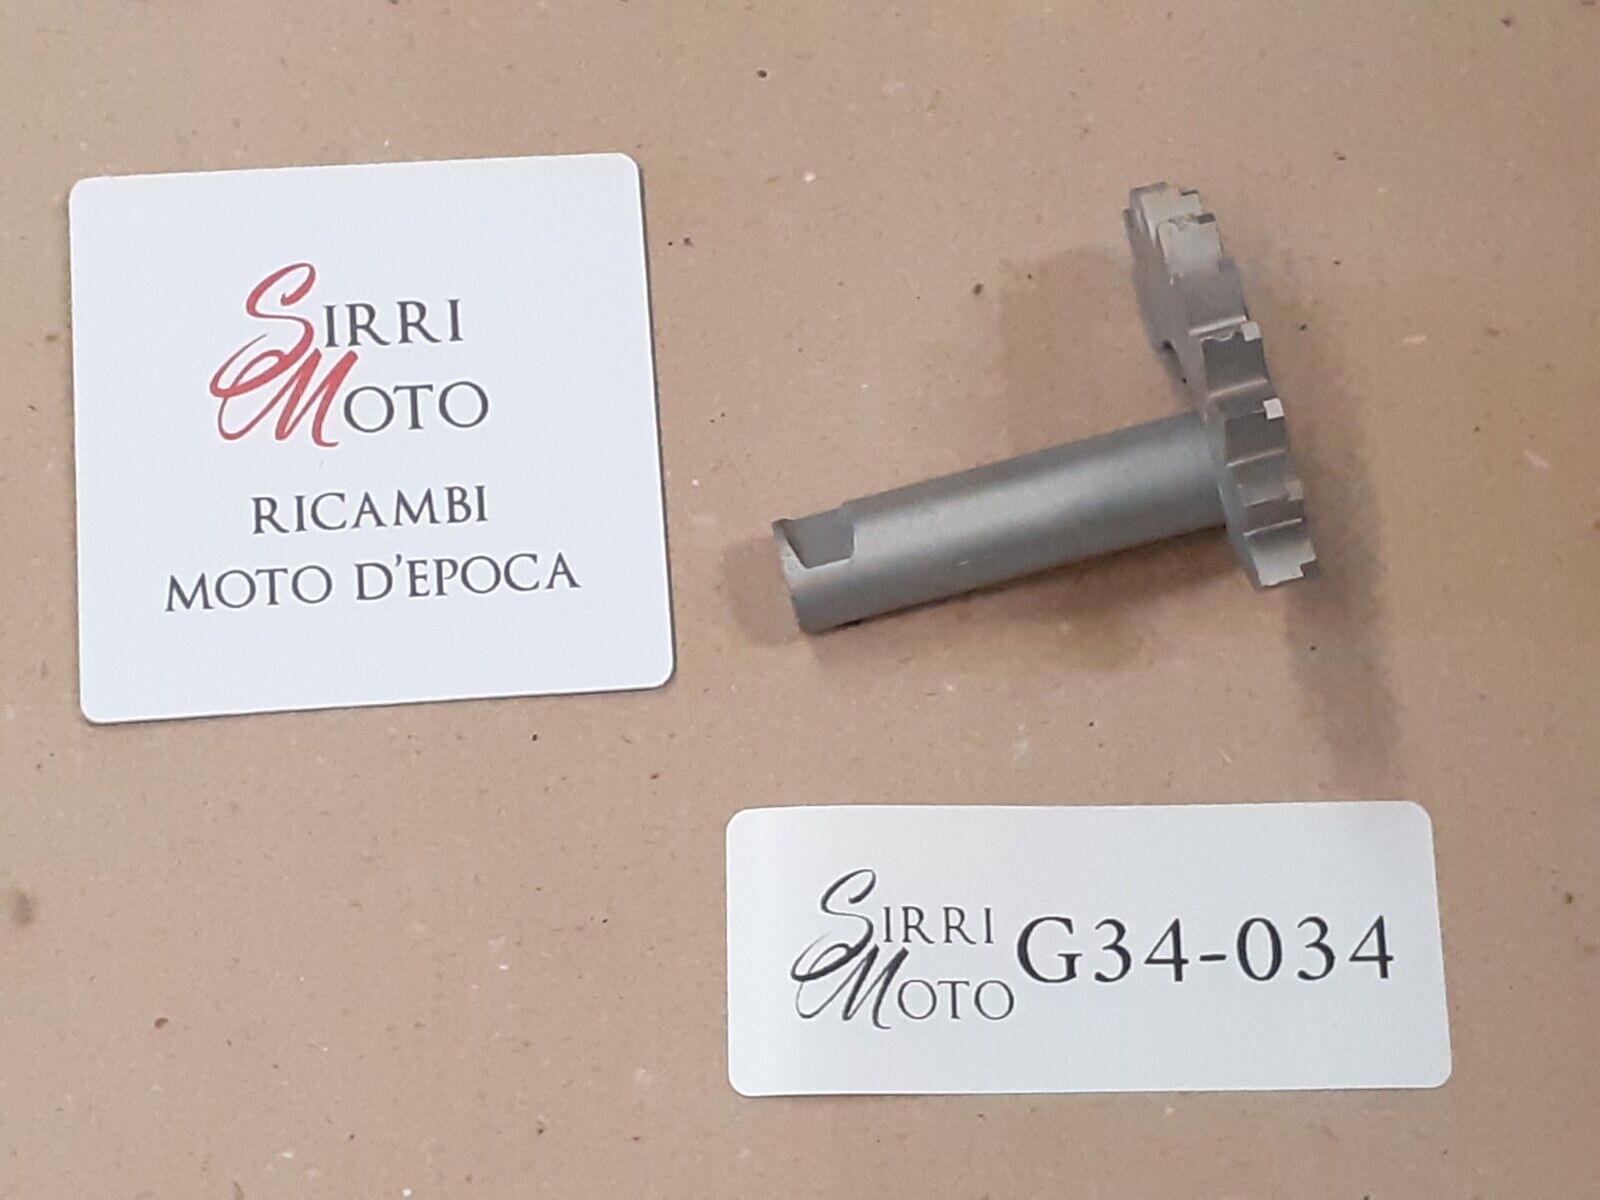 SIRRI
MOTO
RICAMBI
MOTO D'EPOCA
SIRRI
MOTO
G34-034